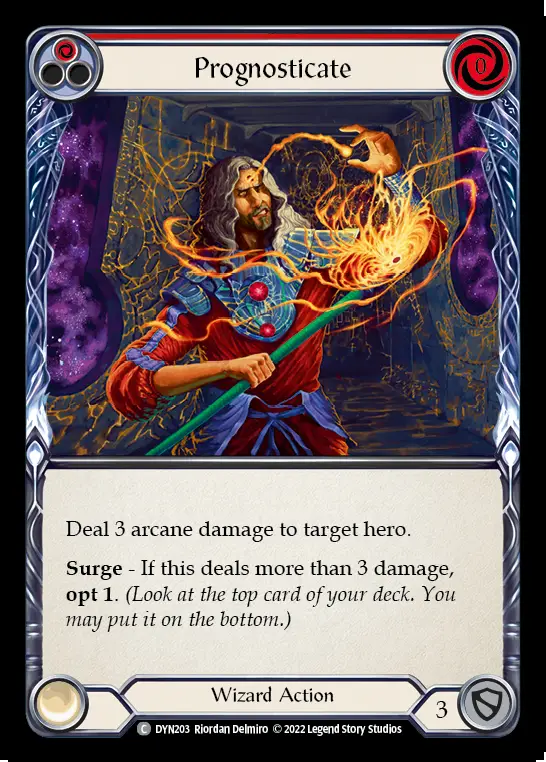 Prognosticate
0
Deal 3 arcane damage to target hero.
Surge - If this deals more than 3 damage,
opt 1. (Look at the top card of your deck. You
may put it on the bottom.)
Wizard Action
3
C DYN203 Riordan Delmiro © 2022 Legend Story Studios